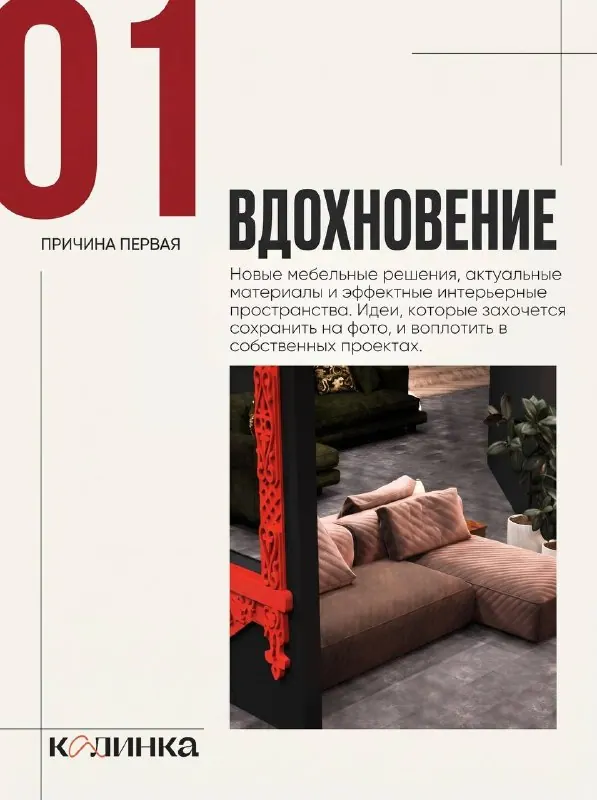 01
ПРИЧИНА ПЕРВАЯ
ВДОХНОВЕНИЕ
Новые мебельные решения, актуальные
материалы и эффектные интерьерные
пространства. Идеи, которые захочется
сохранить на фото, и воплотить в
собственных проектах.
КАЛИНКА